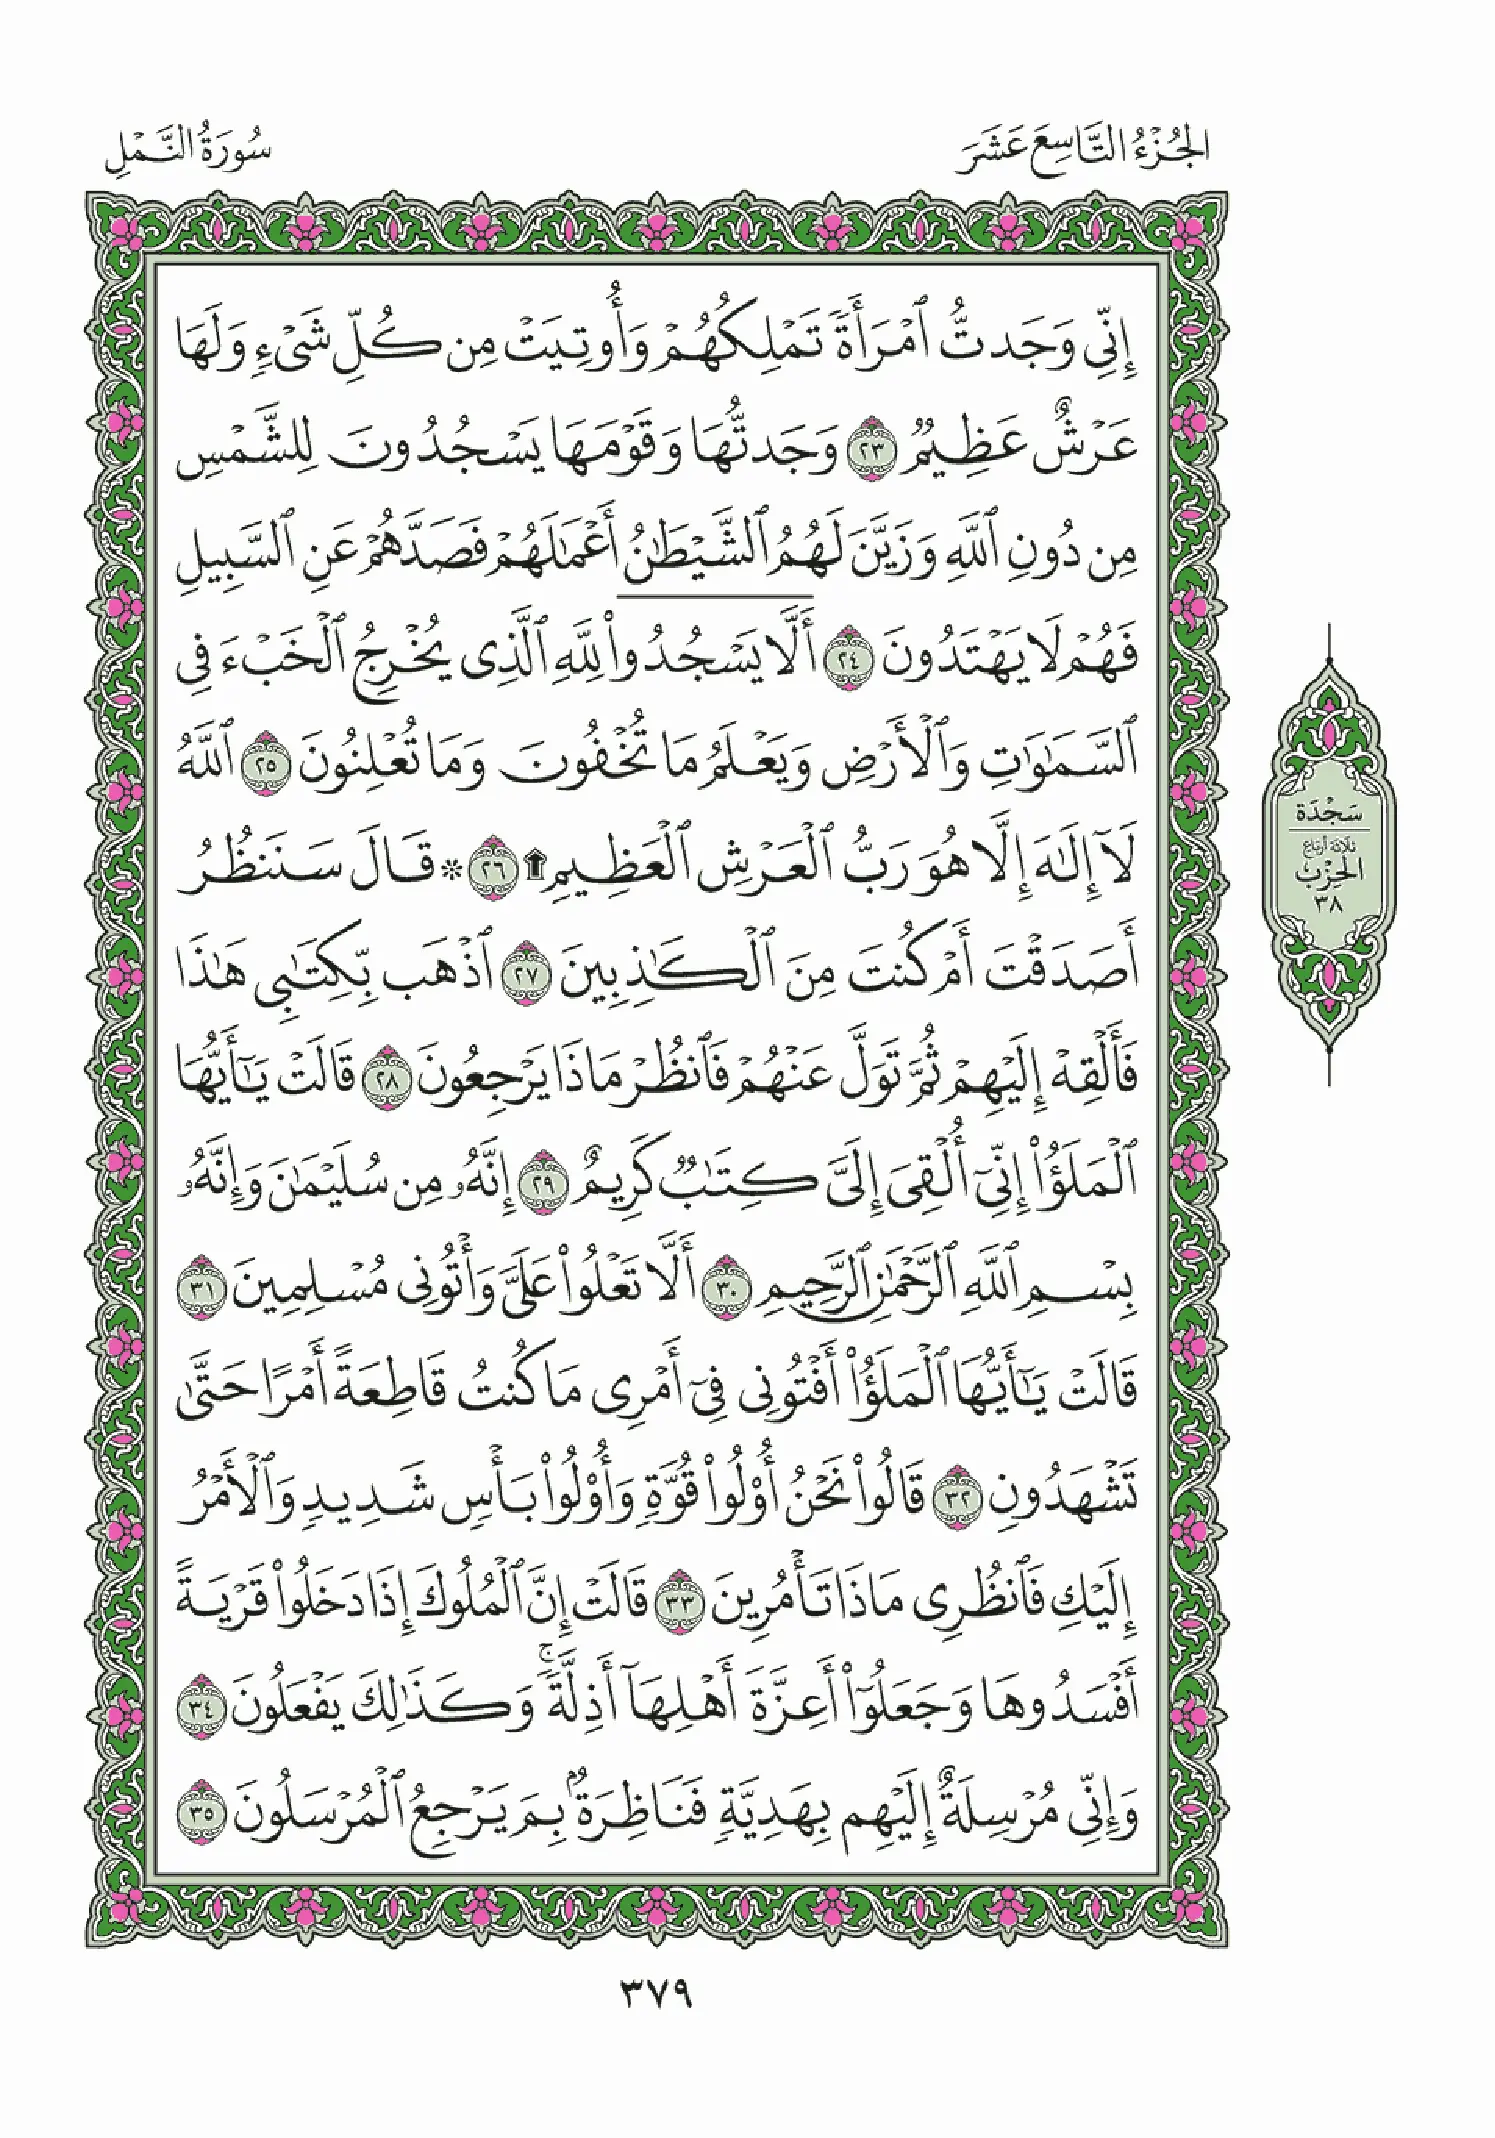 الجُزْءُ التَّاسِعَ عَشَرَ
سُورَةُ النَّمْلِ
إِنِّي وَجَدتُّ ٱمْرَأَةً تَمْلِكُهُمْ وَأُوتِيَتْ مِن كُلِّ شَيْءٍ وَلَهَا
عَرْشٌ عَظِيمٌ ٢٣ وَجَدتُّهَا وَقَوْمَهَا يَسْجُدُونَ لِلشَّمْسِ
مِن دُونِ ٱللَّهِ وَزَيَّنَ لَهُمُ ٱلشَّيْطَٰنُ أَعْمَٰلَهُمْ فَصَدَّهُمْ عَنِ ٱلسَّبِيلِ
فَهُمْ لَا يَهْتَدُونَ ٢٤ أَلَّا يَسْجُدُوا۟ لِلَّهِ ٱلَّذِى يُخْرِجُ ٱلْخَبْءَ فِى
ٱلسَّمَٰوَٰتِ وَٱلْأَرْضِ وَيَعْلَمُ مَا تُخْفُونَ وَمَا تُعْلِنُونَ ٢٥ ٱللَّهُ
لَآ إِلَٰهَ إِلَّا هُوَ رَبُّ ٱلْعَرْشِ ٱلْعَظِيمِ ۩ ٢٦ * قَالَ سَنَنظُرُ
أَصَدَقْتَ أَمْ كُنتَ مِنَ ٱلْكَٰذِبِينَ ٢٧ ٱذْهَب بِّكِتَٰبِى هَٰذَا
فَأَلْقِهْ إِلَيْهِمْ ثُمَّ تَوَلَّ عَنْهُمْ فَٱنظُرْ مَاذَا يَرْجِعُونَ ٢٨ قَالَتْ يَٰٓأَيُّهَا
ٱلْمَلَؤُا۟ إِنِّىٓ أُلْقِىَ إِلَىَّ كِتَٰبٌ كَرِيمٌ ٢٩ إِنَّهُۥ مِن سُلَيْمَٰنَ وَإِنَّهُۥ
بِسْمِ ٱللَّهِ ٱلرَّحْمَٰنِ ٱلرَّحِيمِ ٣٠ أَلَّا تَعْلُوا۟ عَلَىَّ وَأْتُونِى مُسْلِمِينَ ٣١
قَالَتْ يَٰٓأَيُّهَا ٱلْمَلَؤُا۟ أَفْتُونِى فِىٓ أَمْرِى مَا كُنتُ قَاطِعَةً أَمْرًا حَتَّىٰ
تَشْهَدُونِ ٣٢ قَالُوا۟ نَحْنُ أُو۟لُوا۟ قُوَّةٍ وَأُو۟لُوا۟ بَأْسٍ شَدِيدٍ وَٱلْأَمْرُ
إِلَيْكِ فَٱنظُرِى مَاذَا تَأْمُرِينَ ٣٣ قَالَتْ إِنَّ ٱلْمُلُوكَ إِذَا دَخَلُوا۟ قَرْيَةً
أَفْسَدُوهَا وَجَعَلُوٓا۟ أَعِزَّةَ أَهْلِهَآ أَذِلَّةً ۚ وَكَذَٰلِكَ يَفْعَلُونَ ٣٤
وَإِنِّى مُرْسِلَةٌ إِلَيْهِم بِهَدِيَّةٍ فَنَاظِرَةٌۢ بِمَ يَرْجِعُ ٱلْمُرْسَلُونَ ٣٥
سَجْدَة
ثَلَاثَة أَرْبَاع
الْحِزْب
٣٨
٣٧٩